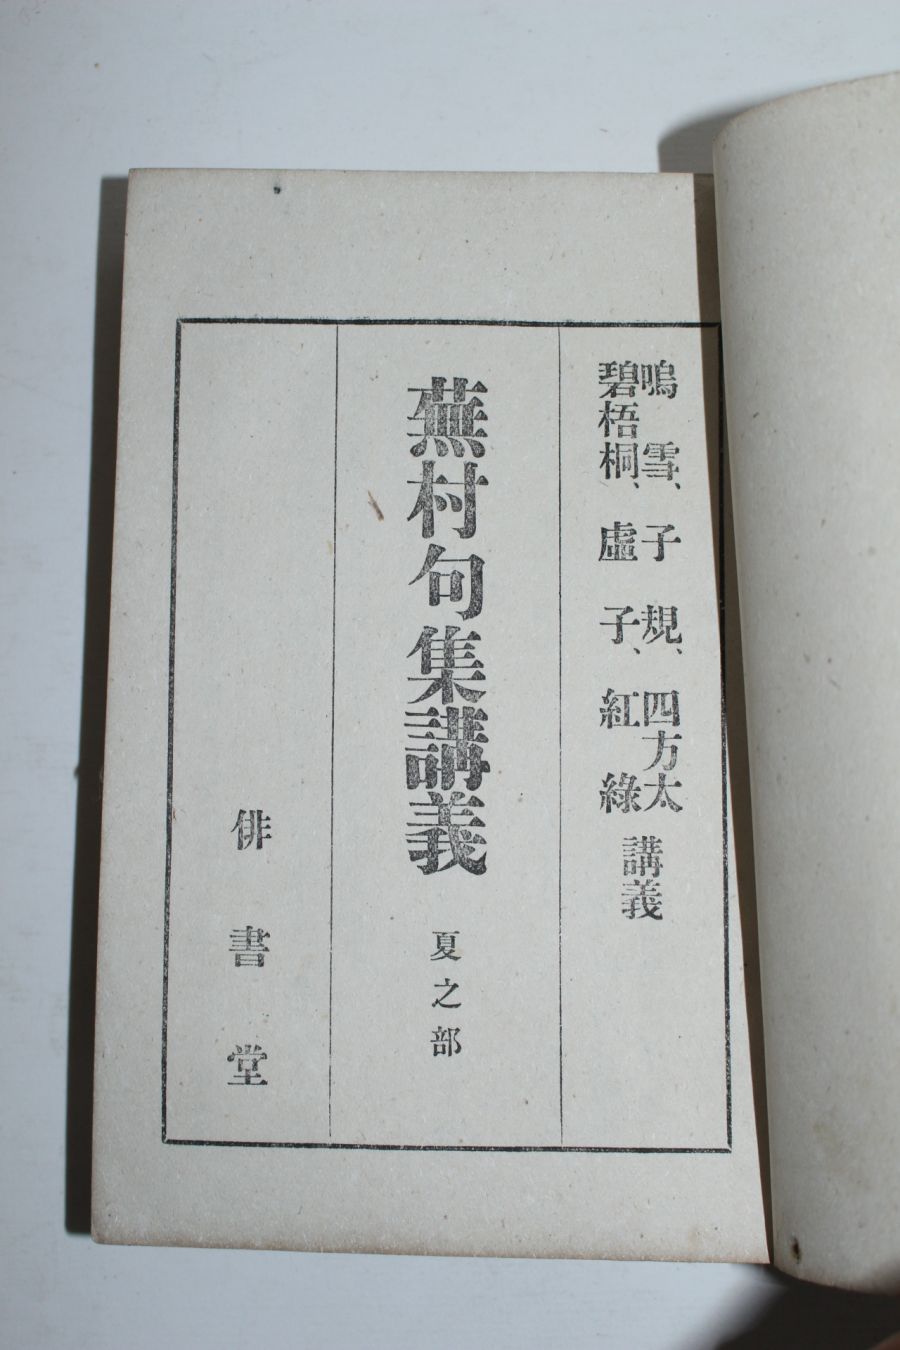 鳴雪、子規、四方太
碧梧桐、虛子、紅綠
講義
蕪村句集講義 夏之部
俳書堂